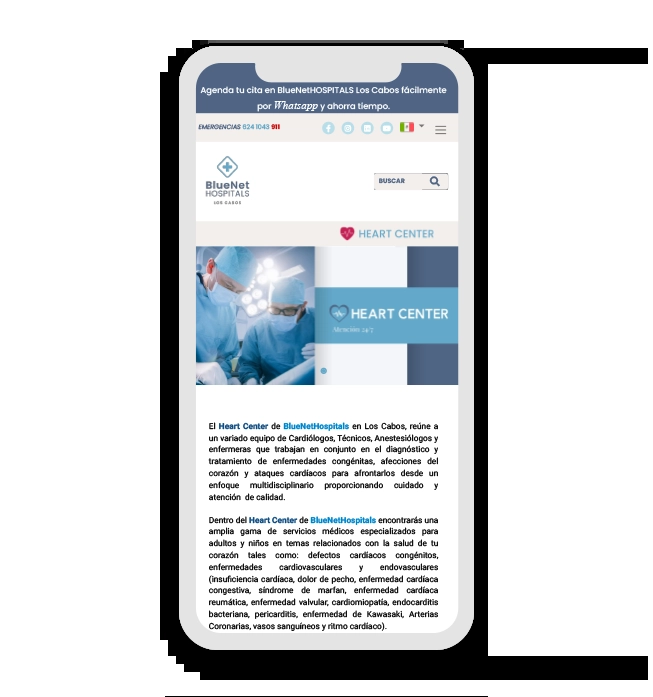 Agenda tu cita en BlueNetHOSPITALS Los Cabos fácilmente
por Whatsapp y ahorra tiempo.
EMERGENCIAS 624 1043 911
BlueNet
HOSPITALS
LOS CABOS
BUSCAR
HEART CENTER
HEART CENTER
Atención 24/7
El Heart Center de BlueNetHospitals en Los Cabos, reúne a
un variado equipo de Cardiólogos, Técnicos, Anestesiólogos y
enfermeras que trabajan en conjunto en el diagnóstico y
tratamiento de enfermedades congénitas, afecciones del
corazón y ataques cardíacos para afrontarlos desde un
enfoque multidisciplinario proporcionando cuidado y
atención de calidad.
Dentro del Heart Center de BlueNetHospitals encontrarás una
amplia gama de servicios médicos especializados para
adultos y niños en temas relacionados con la salud de tu
corazón tales como: defectos cardíacos congénitos,
enfermedades cardiovasculares y endovasculares
(insuficiencia cardíaca, dolor de pecho, enfermedad cardíaca
congestiva, síndrome de marfan, enfermedad cardíaca
reumática, enfermedad valvular, cardiomiopatía, endocarditis
bacteriana, pericarditis, enfermedad de Kawasaki, Arterias
Coronarias, vasos sanguíneos y ritmo cardíaco).